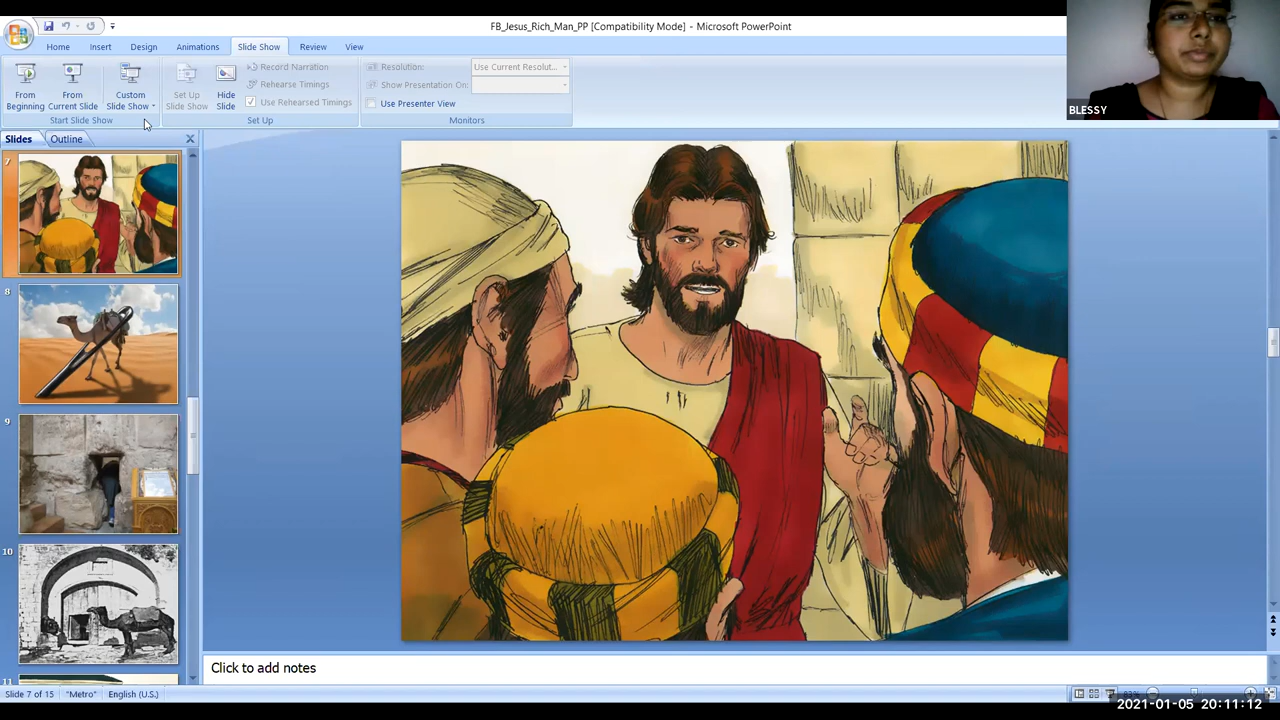 FB_Jesus_Rich_Man_PP [Compatibility Mode] - Microsoft PowerPoint
Home Insert Design Animations Slide Show Review View
From Beginning
From Current Slide
Custom Slide Show
Start Slide Show
Set Up Slide Show
Hide Slide
Record Narration
Rehearse Timings
Use Rehearsed Timings
Set Up
Resolution: Use Current Resolut...
Show Presentation On:
Use Presenter View
Monitors
BLESSY
Slides Outline
7
8
9
10
11
Click to add notes
Slide 7 of 15 "Metro" English (U.S.)
83%
2021-01-05 20:11:12